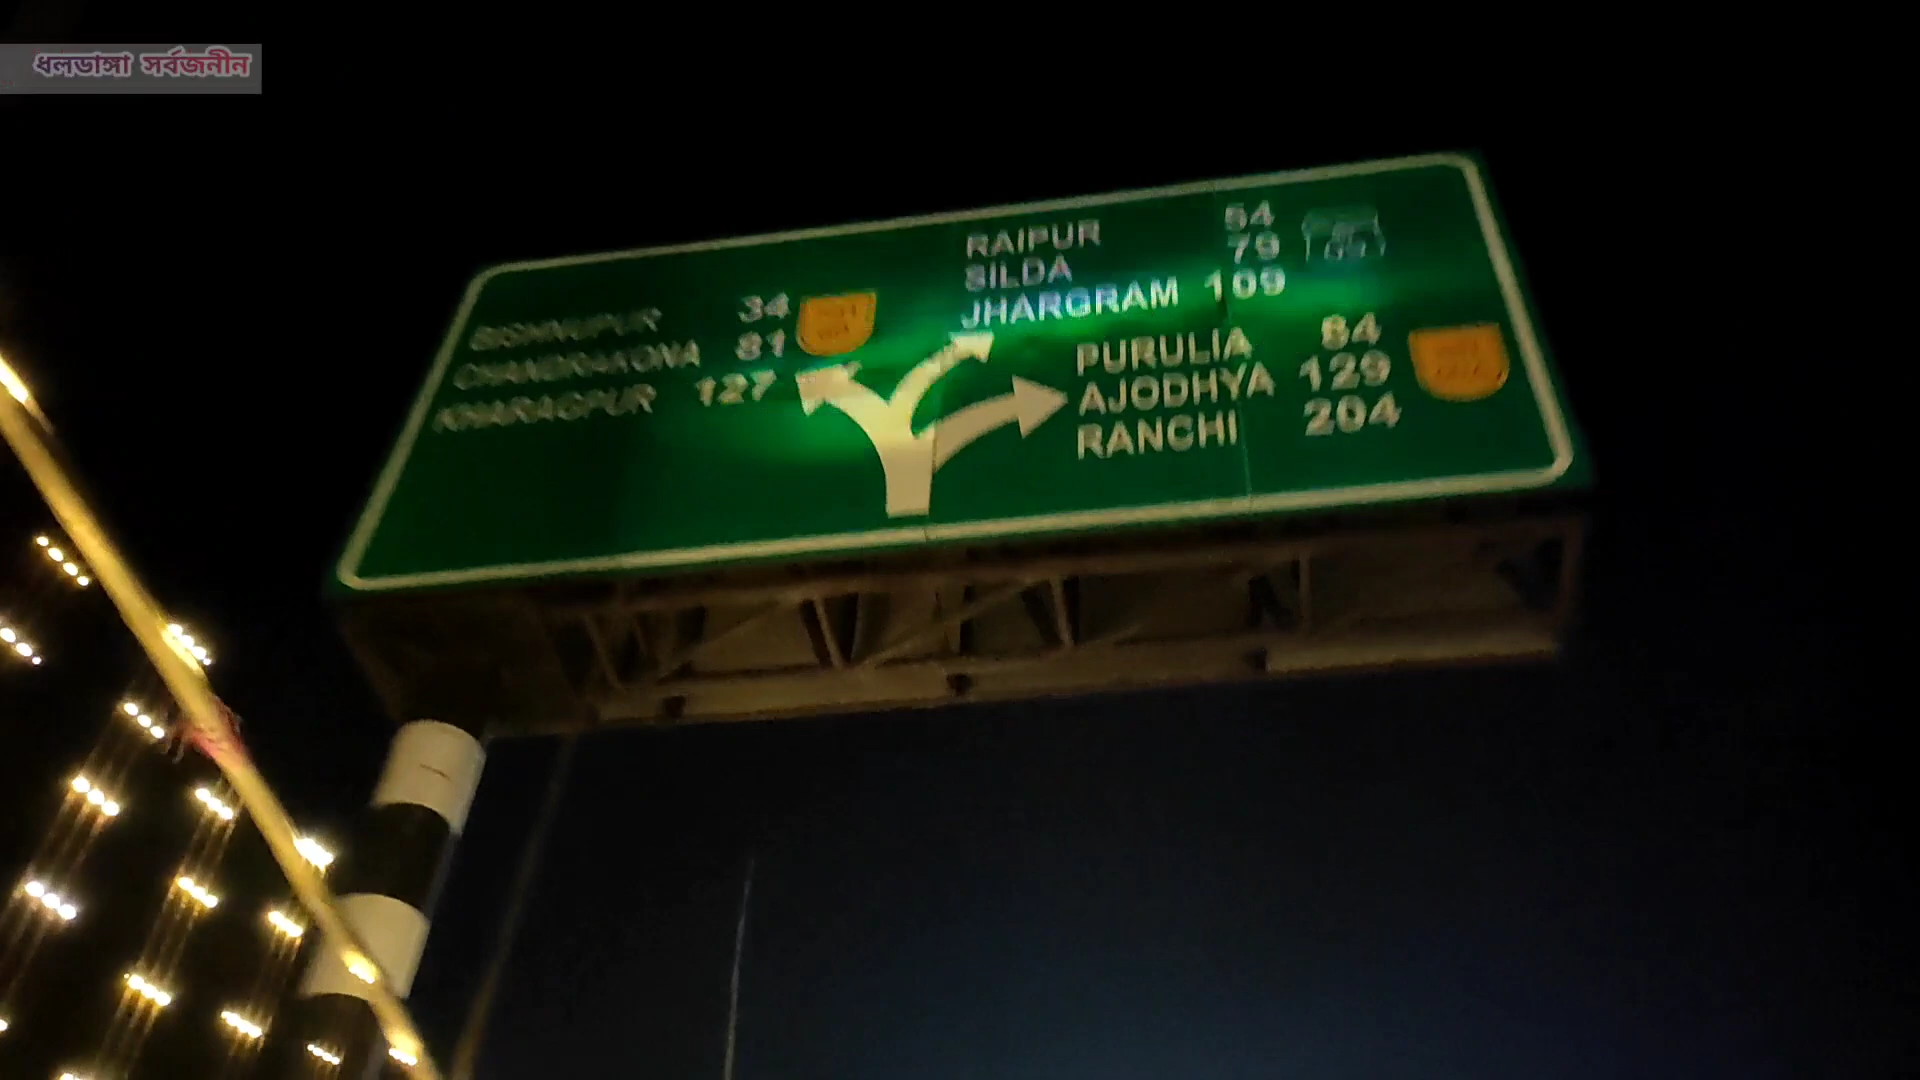 ধলডাঙ্গা সর্বজনীন
BISHNUPUR 34
CHANDRAKONA 81
KHARAGPUR 127
RAIPUR 54
SILDA 79
JHARGRAM 109
PURULIA 84
AJODHYA 129
RANCHI 204